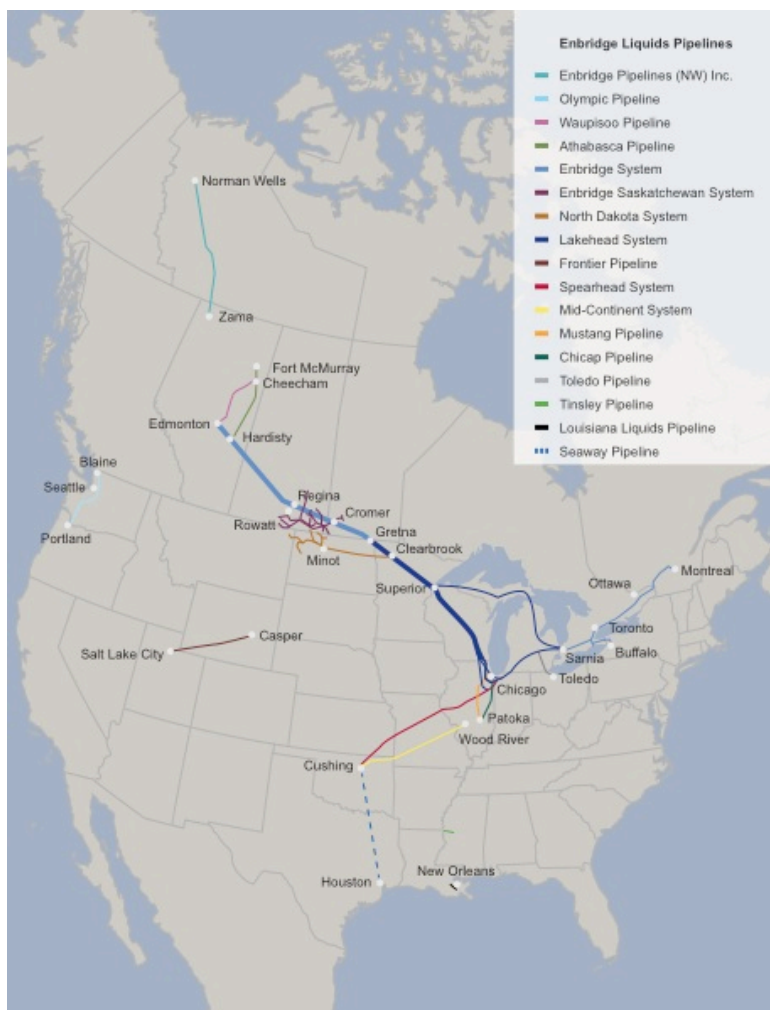 Enbridge Liquids Pipelines
Enbridge Pipelines (NW) Inc.
Olympic Pipeline
Waupisoo Pipeline
Athabasca Pipeline
Enbridge System
Enbridge Saskatchewan System
North Dakota System
Lakehead System
Frontier Pipeline
Spearhead System
Mid-Continent System
Mustang Pipeline
Chicap Pipeline
Toledo Pipeline
Tinsley Pipeline
Louisiana Liquids Pipeline
Seaway Pipeline
Norman Wells
Zama
Fort McMurray
Cheecham
Edmonton
Hardisty
Blaine
Seattle
Portland
Regina
Rowatt
Cromer
Gretna
Minot
Clearbrook
Superior
Ottawa
Montreal
Toronto
Buffalo
Sarnia
Toledo
Casper
Salt Lake City
Chicago
Patoka
Wood River
Cushing
Houston
New Orleans